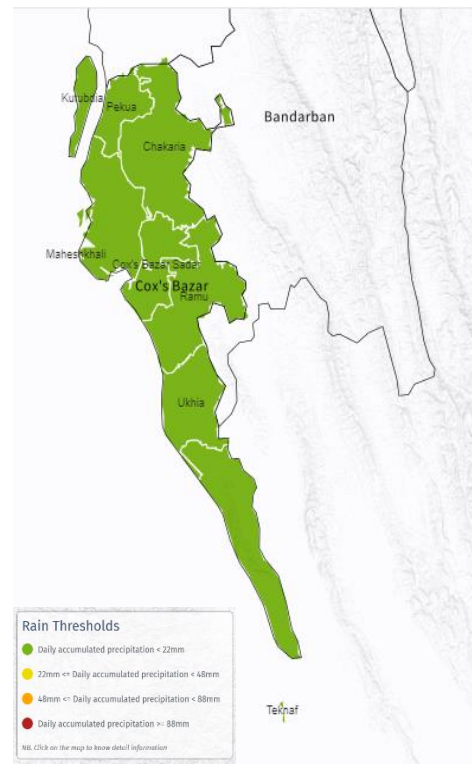 Kutubdia
Pekua
Bandarban
Chakaria
Maheshkhali
Cox's Bazar Sadar
Cox's Bazar
Ramu
Ukhia
Teknaf
Rain Thresholds
Daily accumulated precipitation < 22mm
22mm <= Daily accumulated precipitation < 48mm
48mm <= Daily accumulated precipitation < 88mm
Daily accumulated precipitation >= 88mm
NB. Click on the map to know detail information